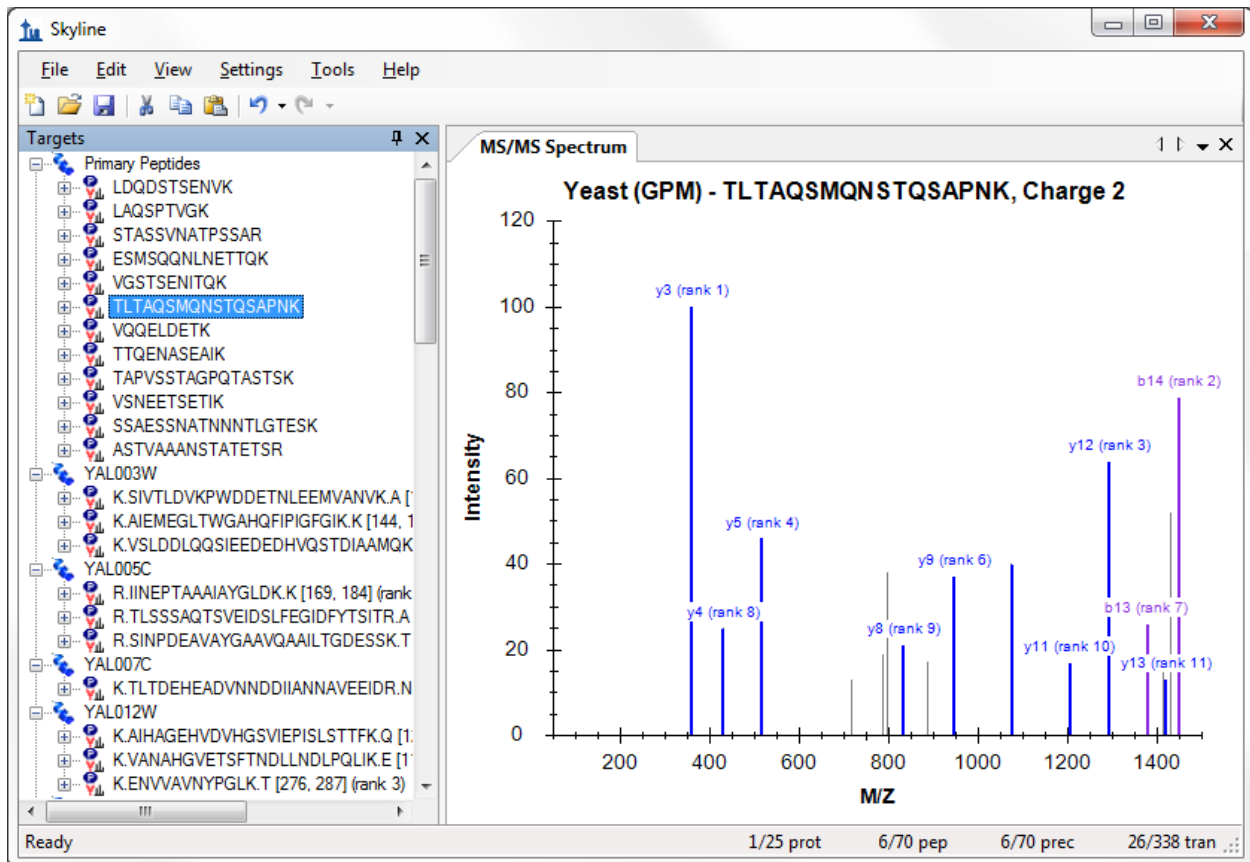 Skyline
File Edit View Settings Tools Help
Targets
Primary Peptides
LDQDSTSENVK
LAQSPTVGK
STASSVNATPSSAR
ESMSQQNLNETTQK
VGSTSENITQK
TLTAQSMQNSTQSAPNK
VQQELDETK
TTQENASEAIK
TAPVSSTAGPQTASTSK
VSNEETSETIK
SSAESSNATNNNTLGTESK
ASTVAAANSTATETSR
YAL003W
K.SIVTLDVKPWDDETNLEEMVANVK.A [
K.AIEMEGLTWGAHQFIPIGFGIK.K [144, 1
K.VSLDDLQQSIEEDEDHVQSTDIAAMQK
YAL005C
R.IINEPTAAAIAYGLDK.K [169, 184] (rank
R.TLSSSAQTSVEIDSLFEGIDFYTSITR.A
R.SINPDEAVAYGAAVQAAILTGDESSK.T
YAL007C
K.TLTDEHEADVNNDDIIANNAVEEIDR.N
YAL012W
K.AIHAGEHVDVHGSVIEPISLSTTFK.Q [1
K.VANAHGVETSFTNDLLNDLPQLIK.E [1
K.ENVVAVNYPGLK.T [276, 287] (rank 3)
MS/MS Spectrum
Yeast (GPM) - TLTAQSMQNSTQSAPNK, Charge 2
120
100
80
60
40
20
0
Intensity
y3 (rank 1)
b14 (rank 2)
y12 (rank 3)
y5 (rank 4)
y9 (rank 6)
y4 (rank 8)
b13 (rank 7)
y8 (rank 9)
y11 (rank 10)
y13 (rank 11)
200 400 600 800 1000 1200 1400
M/Z
Ready 1/25 prot 6/70 pep 6/70 prec 26/338 tran